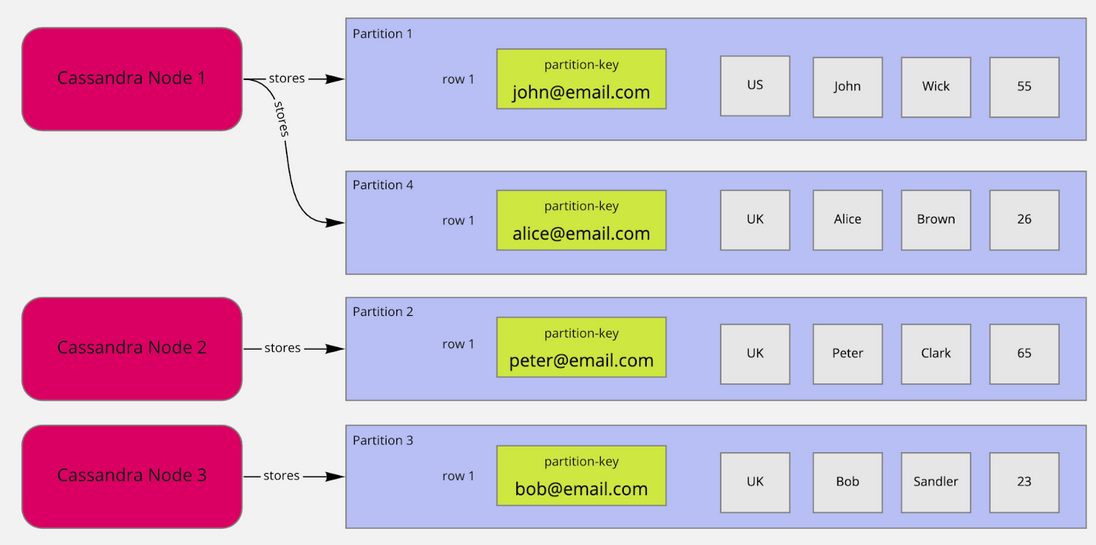 Cassandra Node 1
stores
stores
Partition 1
row 1
partition-key
john@email.com
US
John
Wick
55
Partition 4
row 1
partition-key
alice@email.com
UK
Alice
Brown
26
Cassandra Node 2
stores
Partition 2
row 1
partition-key
peter@email.com
UK
Peter
Clark
65
Cassandra Node 3
stores
Partition 3
row 1
partition-key
bob@email.com
UK
Bob
Sandler
23